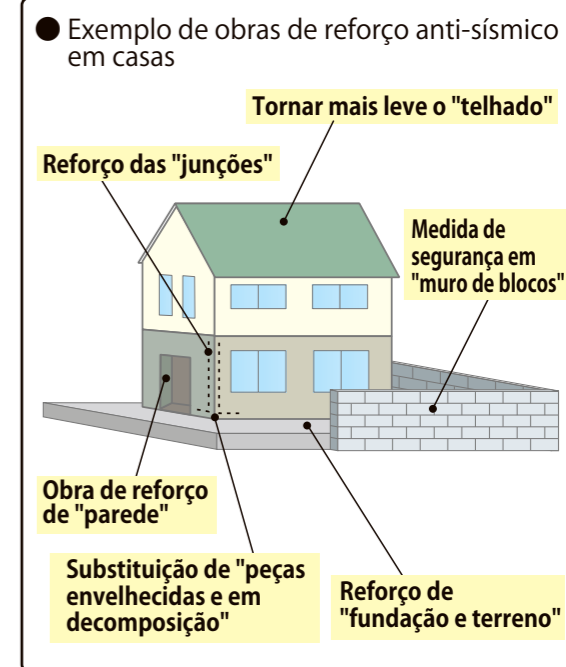 ● Exemplo de obras de reforço anti-sísmico
em casas
Tornar mais leve o "telhado"
Reforço das "junções"
Medida de
segurança em
"muro de blocos"
Obra de reforço
de "parede"
Substituição de "peças
envelhecidas e em
decomposição"
Reforço de
"fundação e terreno"